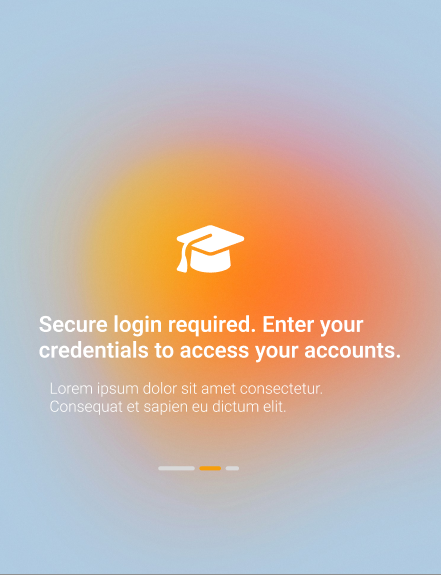 Secure login required. Enter your
credentials to access your accounts.
Lorem ipsum dolor sit amet consectetur.
Consequat et sapien eu dictum elit.